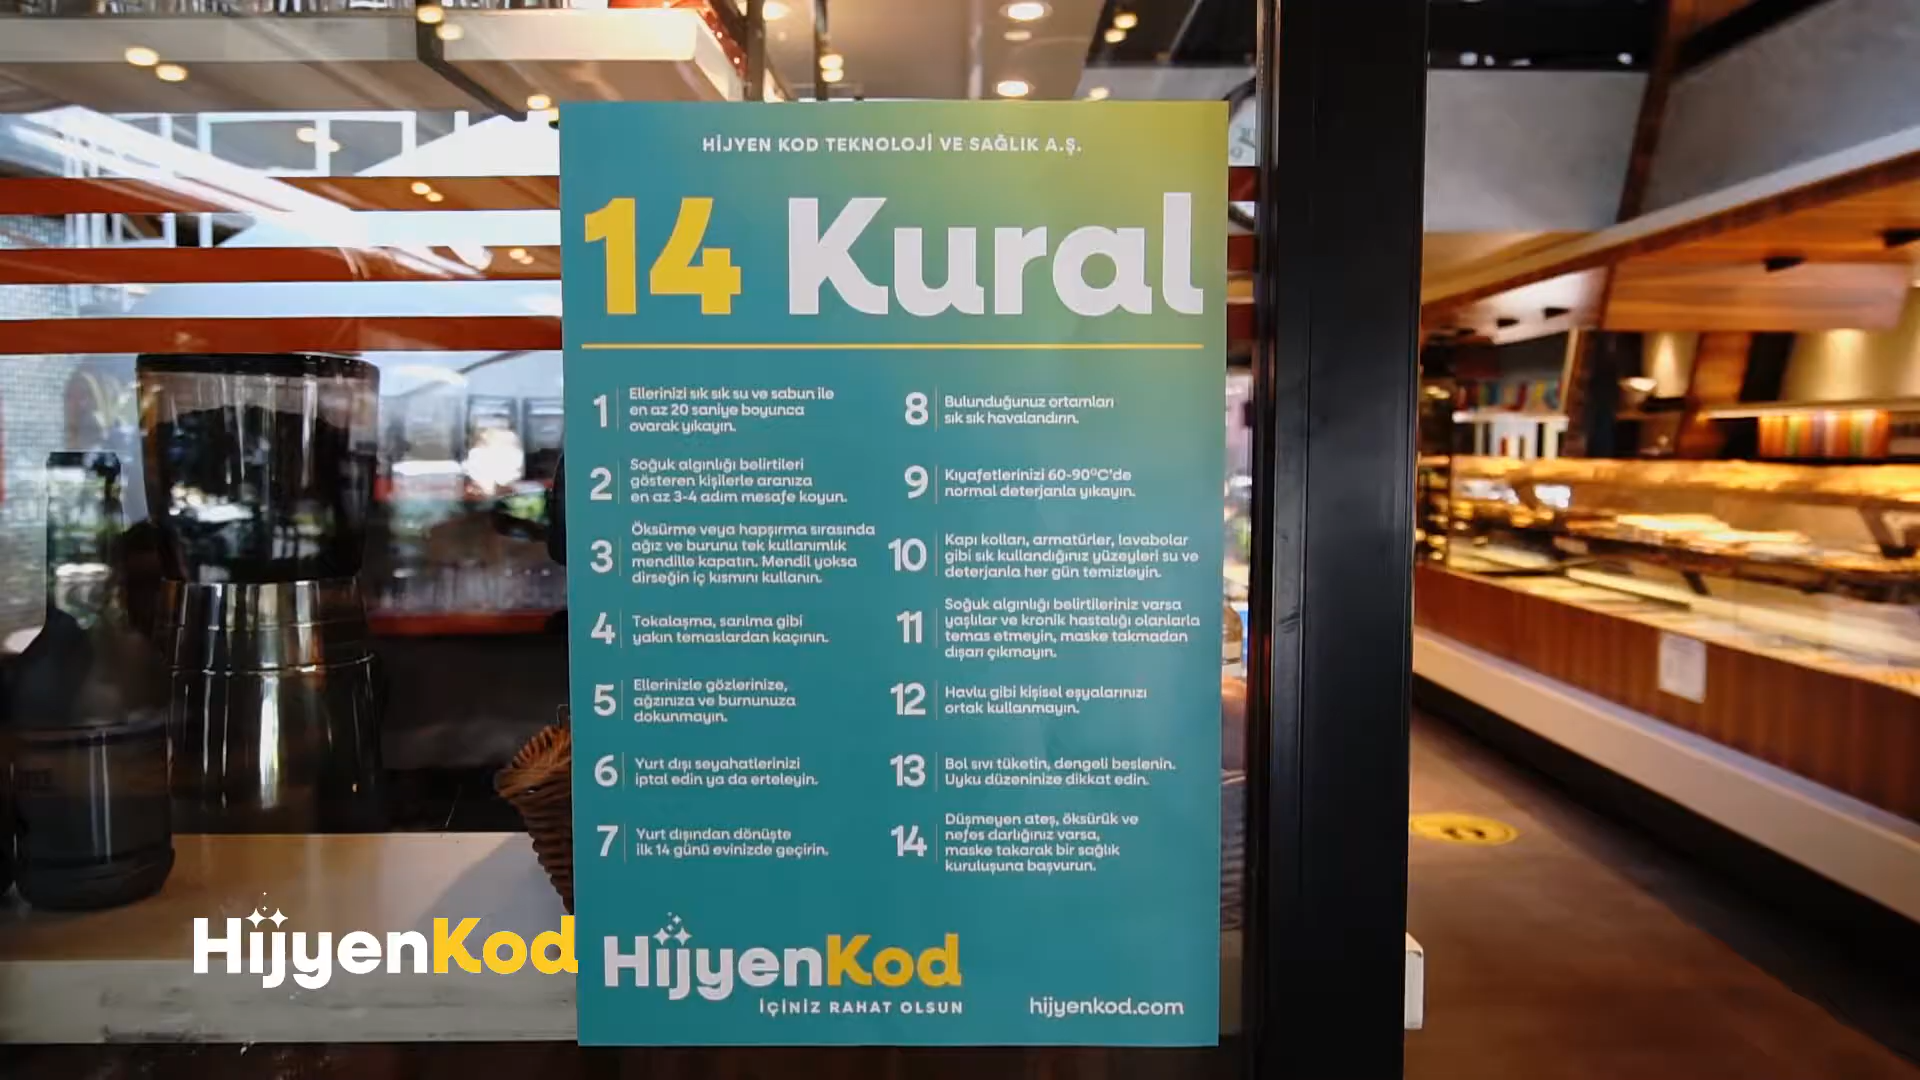 HİJYEN KOD TEKNOLOJİ VE SAĞLIK A.Ş.
14 Kural
1
Ellerinizi sık sık su ve sabun ile
en az 20 saniye boyunca
ovarak yıkayın.
2
Soğuk algınlığı belirtileri
gösteren kişilerle aranıza
en az 3-4 adım mesafe koyun.
3
Öksürme veya hapşırma sırasında
ağız ve burunu tek kullanımlık
mendille kapatın. Mendil yoksa
dirseğin iç kısmını kullanın.
4
Tokalaşma, sarılma gibi
yakın temaslardan kaçının.
5
Ellerinizle gözlerinize,
ağzınıza ve burnunuza
dokunmayın.
6
Yurt dışı seyahatlerinizi
iptal edin ya da erteleyin.
7
Yurt dışından dönüşte
ilk 14 günü evinizde geçirin.
8
Bulunduğunuz ortamları
sık sık havalandırın.
9
Kıyafetlerinizi 60-90°C'de
normal deterjanla yıkayın.
10
Kapı kolları, armatürler, lavabolar
gibi sık kullandığınız yüzeyleri su ve
deterjanla her gün temizleyin.
11
Soğuk algınlığı belirtileriniz varsa
yaşlılar ve kronik hastalığı olanlarla
temas etmeyin, maske takmadan
dışarı çıkmayın.
12
Havlu gibi kişisel eşyalarınızı
ortak kullanmayın.
13
Bol sıvı tüketin, dengeli beslenin.
Uyku düzeninize dikkat edin.
14
Düşmeyen ateş, öksürük ve
nefes darlığınız varsa,
maske takarak bir sağlık
kuruluşuna başvurun.
HijyenKod
İÇİNİZ RAHAT OLSUN
hijyenkod.com
HijyenKod